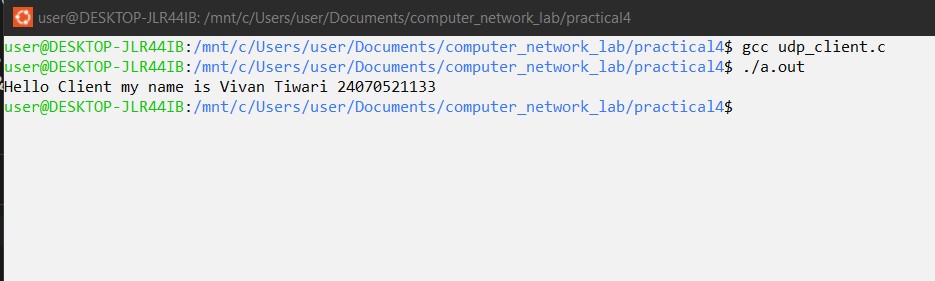 user@DESKTOP-JLR44IB: /mnt/c/Users/user/Documents/computer_network_lab/practical4
user@DESKTOP-JLR44IB:/mnt/c/Users/user/Documents/computer_network_lab/practical4$ gcc udp_client.c
user@DESKTOP-JLR44IB:/mnt/c/Users/user/Documents/computer_network_lab/practical4$ ./a.out
Hello Client my name is Vivan Tiwari 24070521133
user@DESKTOP-JLR44IB:/mnt/c/Users/user/Documents/computer_network_lab/practical4$